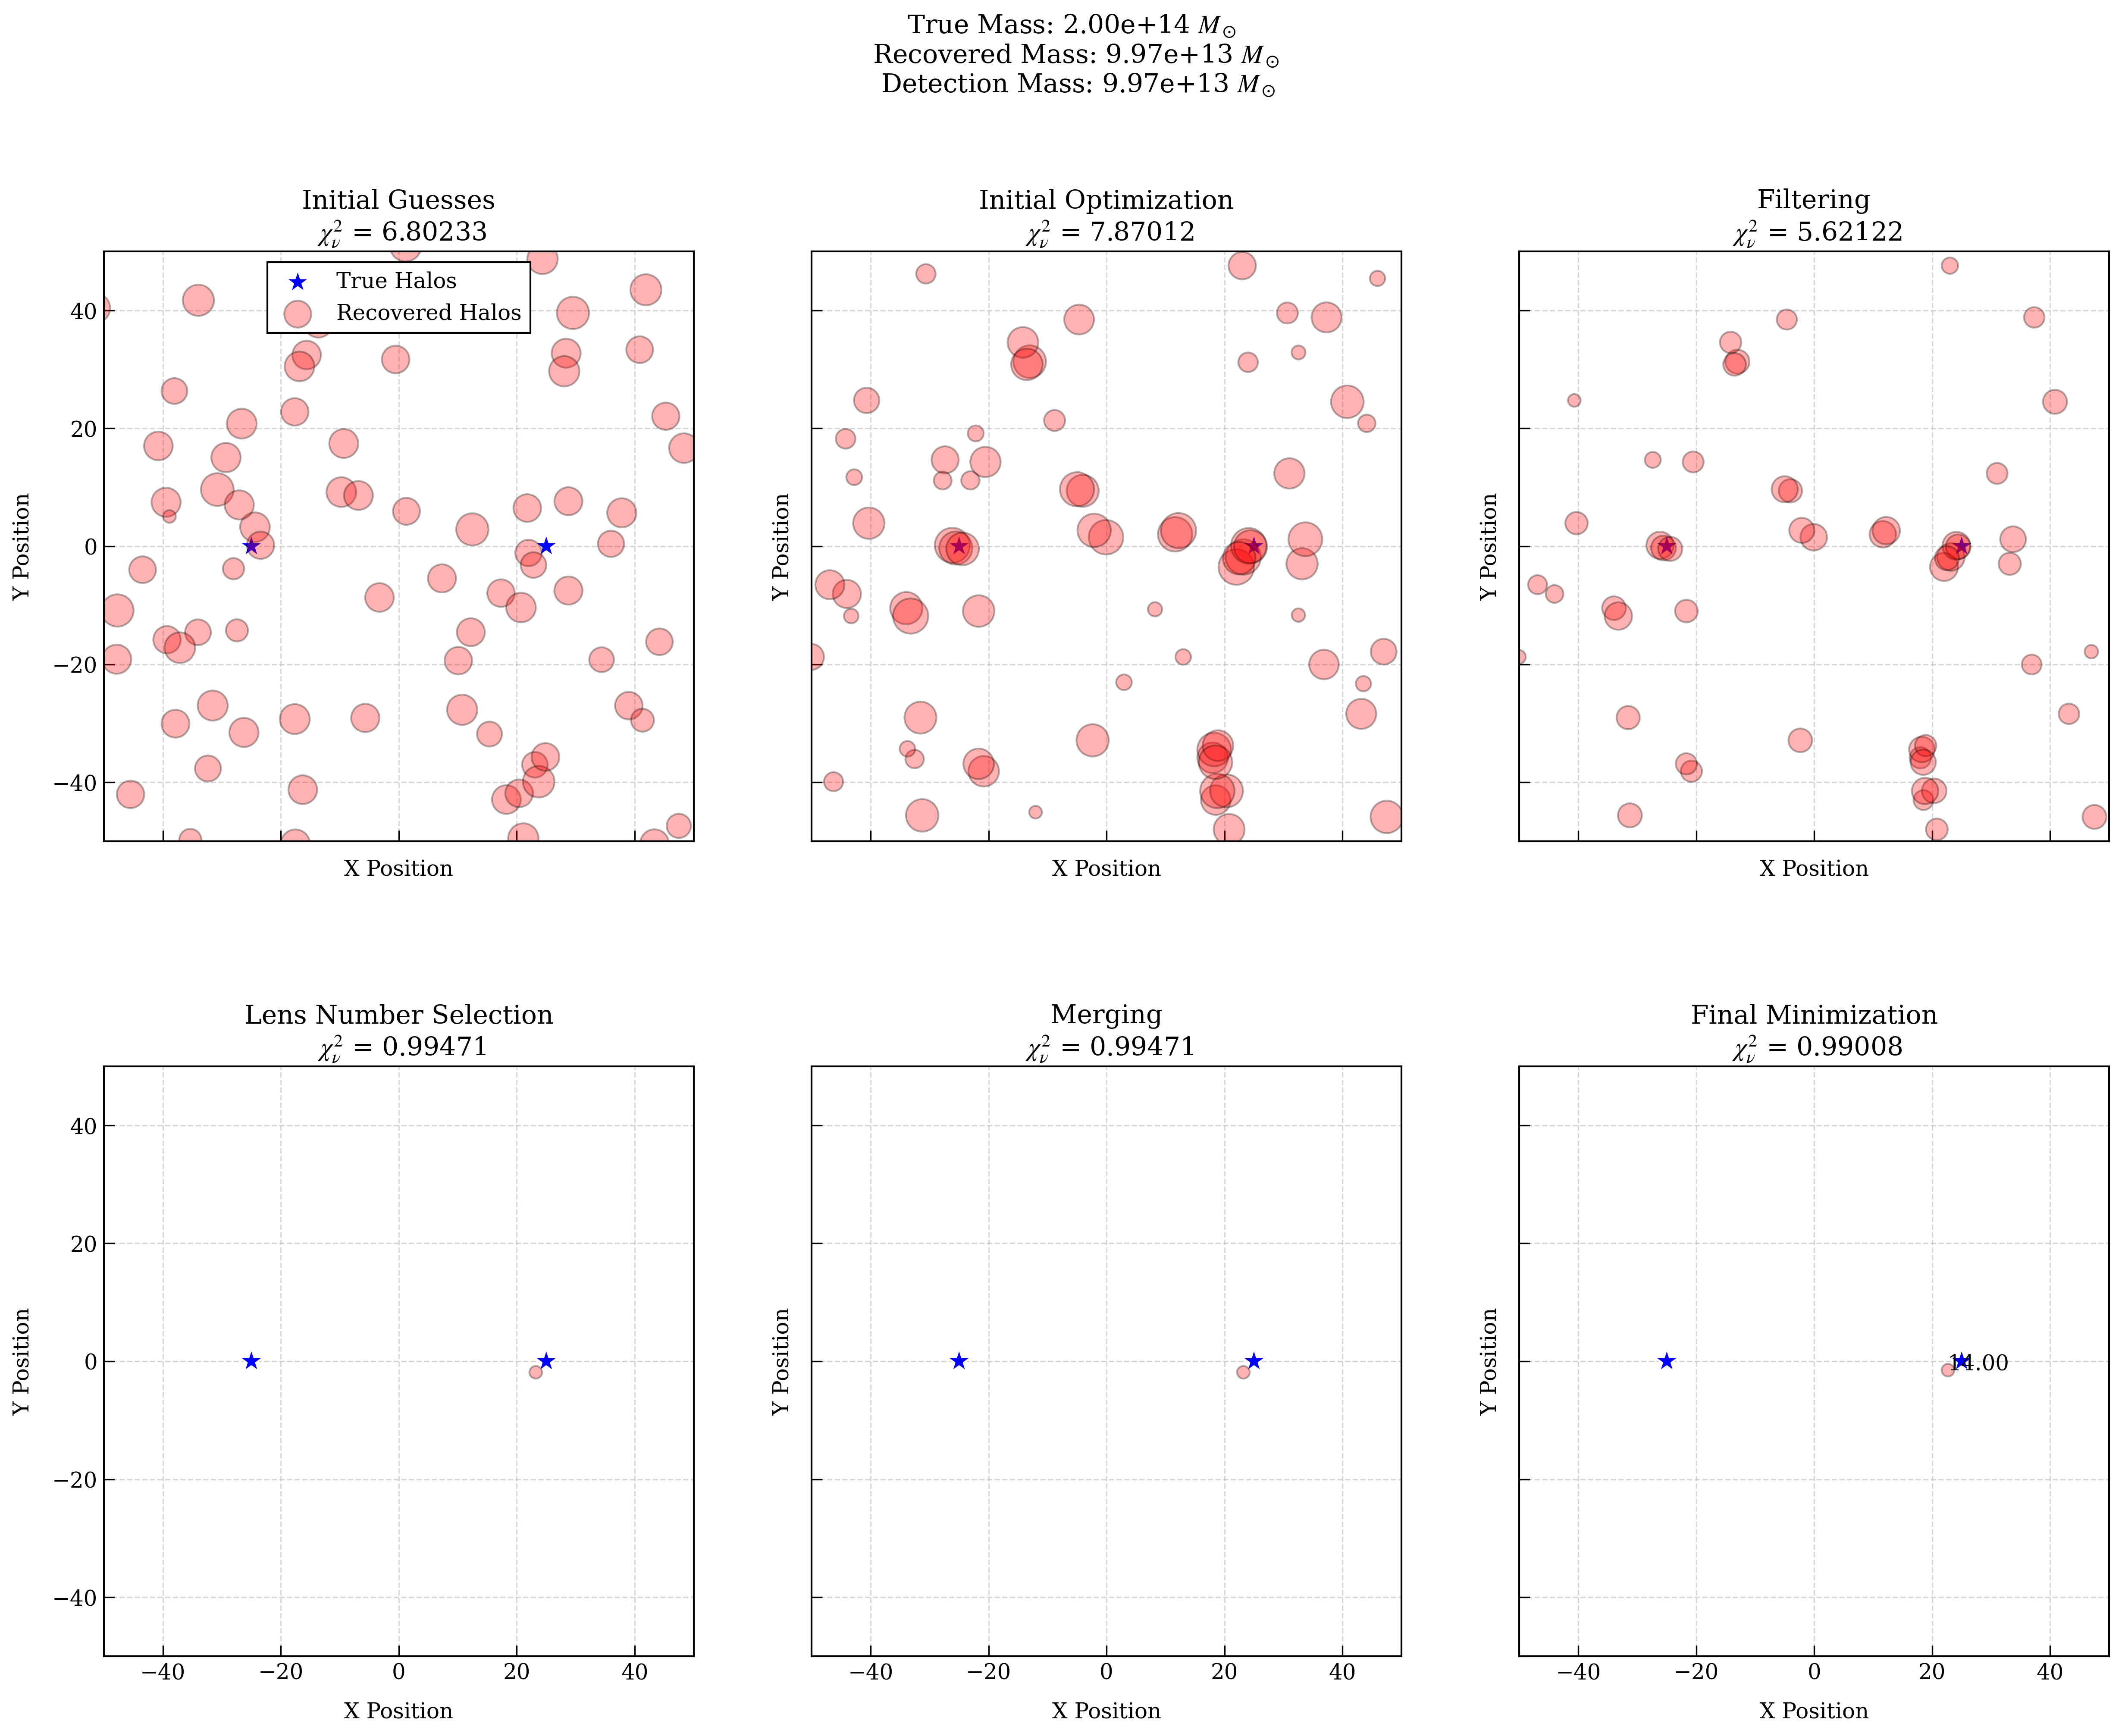 True Mass: 2.00e+14 M⊙
Recovered Mass: 9.97e+13 M⊙
Detection Mass: 9.97e+13 M⊙
Initial Guesses
χ²ν = 6.80233
True Halos
Recovered Halos
40
20
0
−20
−40
Y Position
X Position
Initial Optimization
χ²ν = 7.87012
Y Position
X Position
Filtering
χ²ν = 5.62122
Y Position
X Position
Lens Number Selection
χ²ν = 0.99471
40
20
0
−20
−40
Y Position
−40 −20 0 20 40
X Position
Merging
χ²ν = 0.99471
Y Position
−40 −20 0 20 40
X Position
Final Minimization
χ²ν = 0.99008
14.00
Y Position
−40 −20 0 20 40
X Position